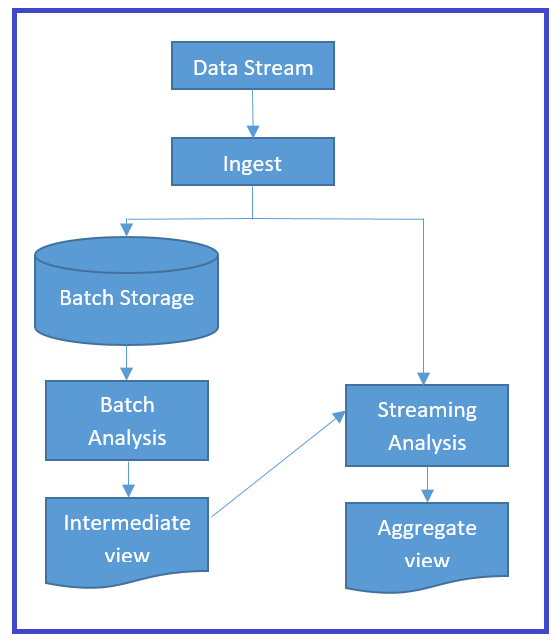 Data Stream
Ingest
Batch Storage
Batch
Analysis
Streaming
Analysis
Intermediate
view
Aggregate
view